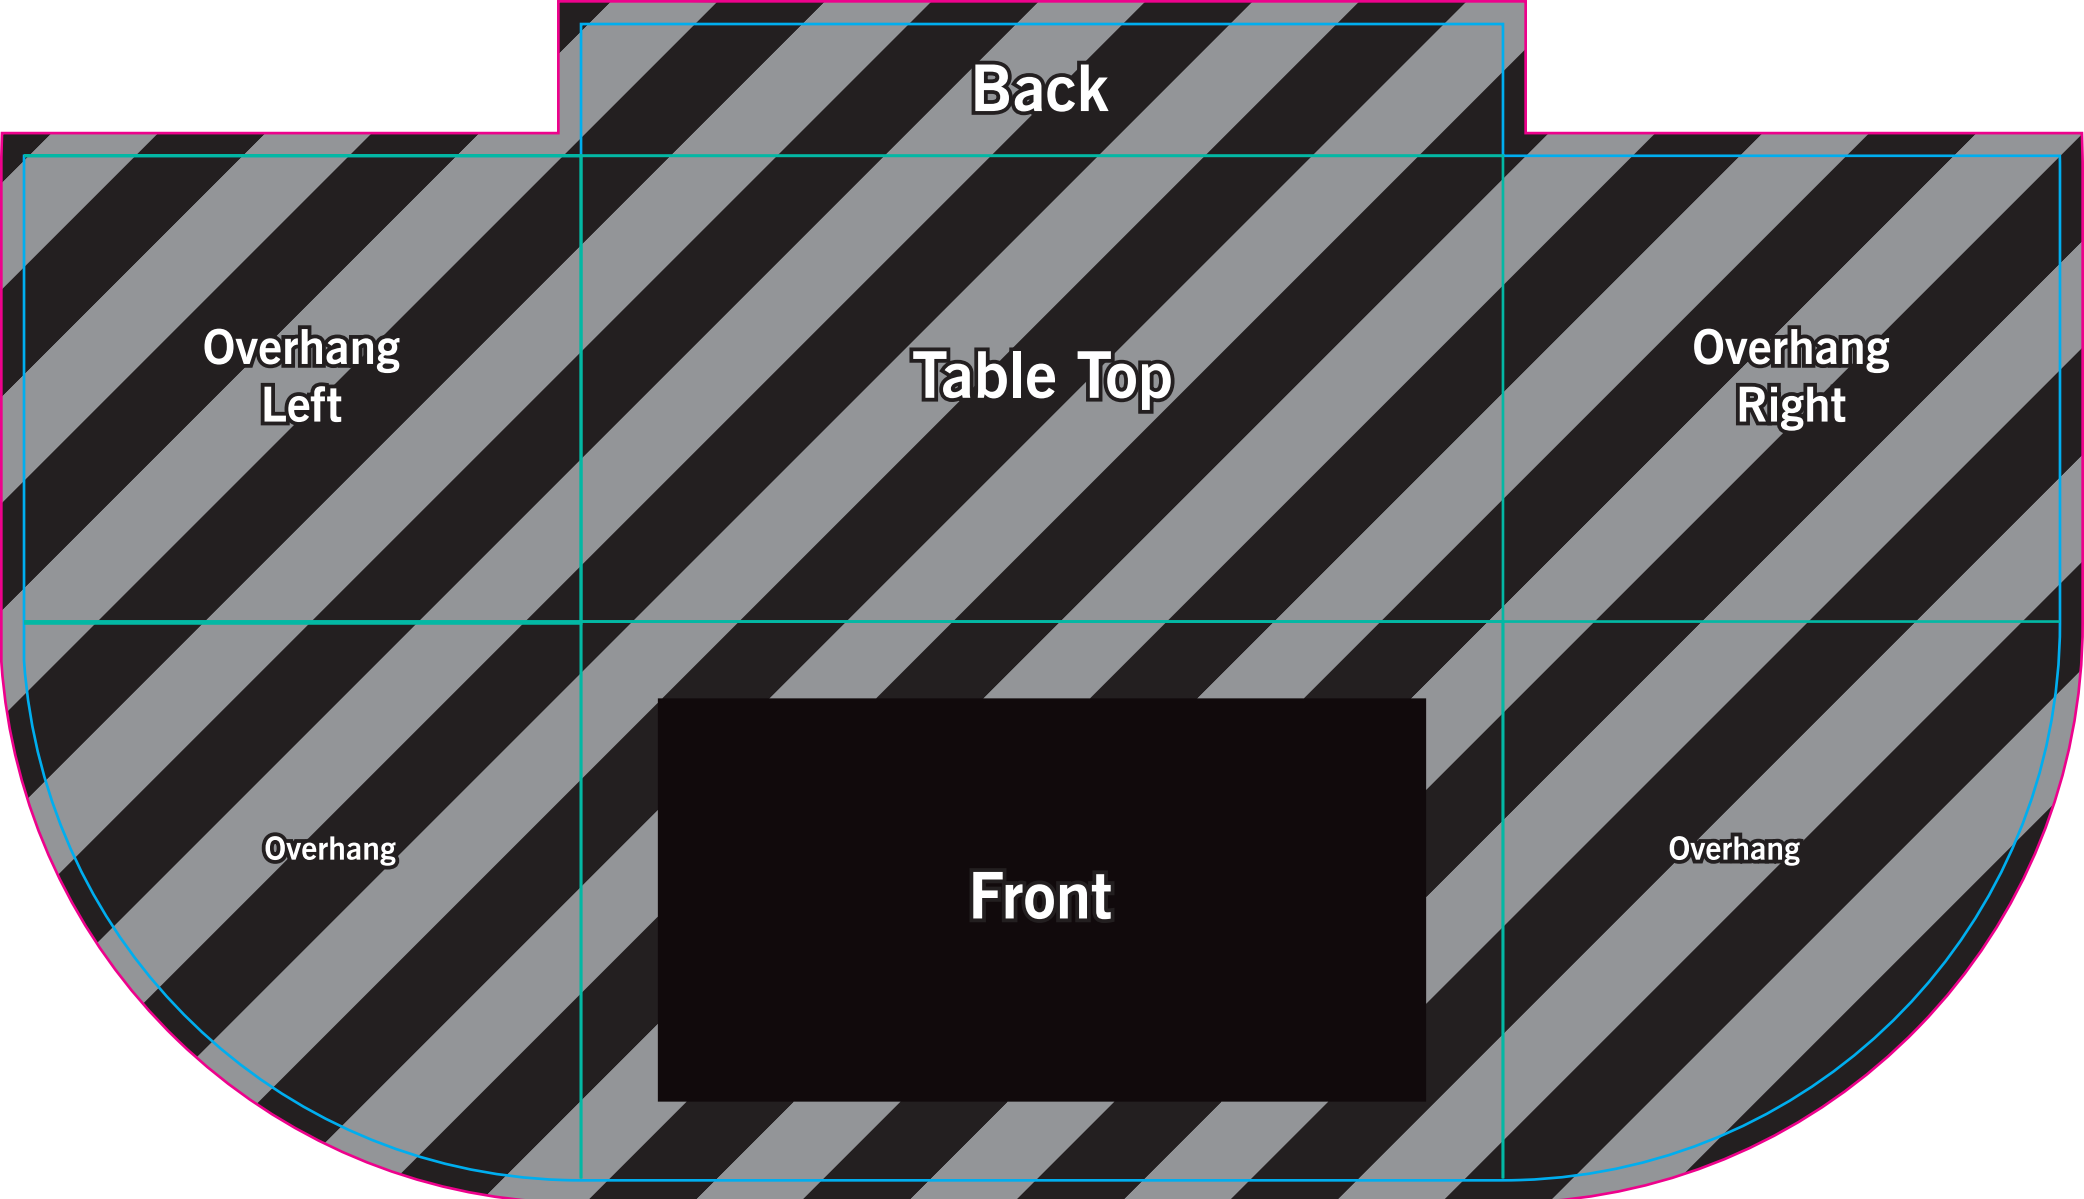 Back
Overhang
Left
Table Top
Overhang
Right
Overhang
Front
Overhang